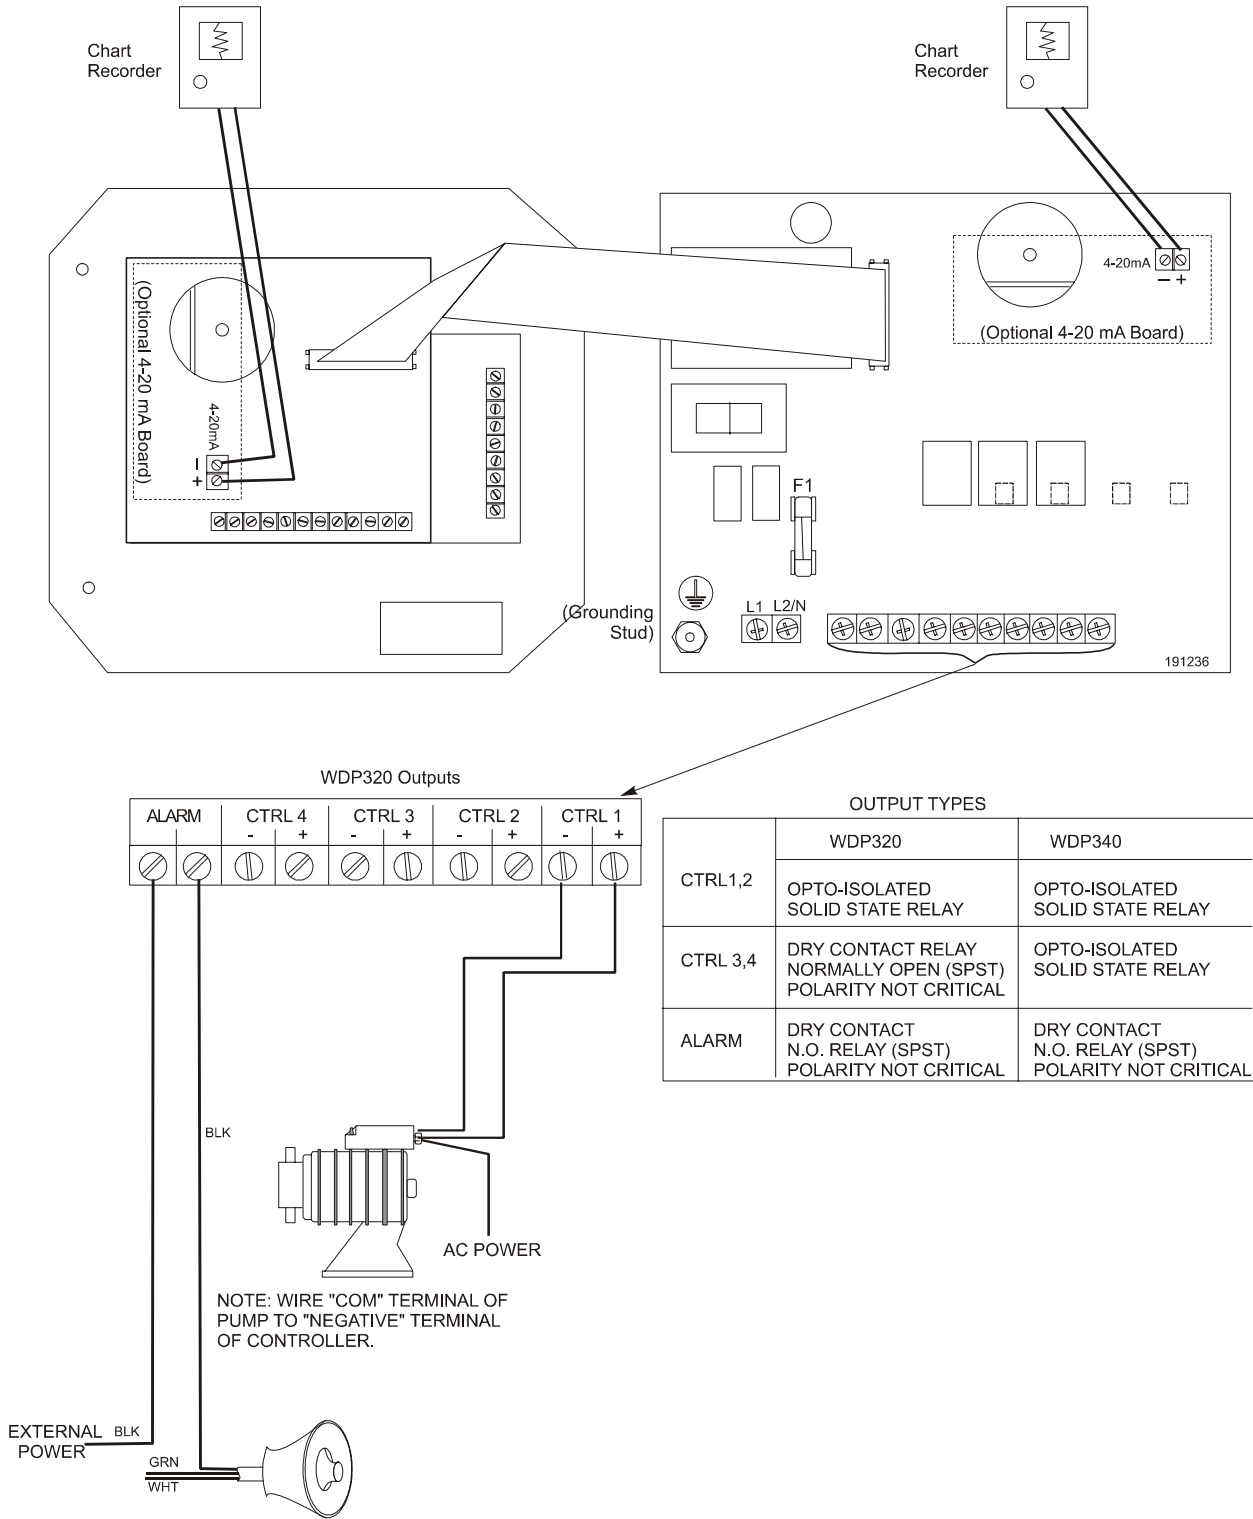 Chart
Recorder
Chart
Recorder
(Optional 4-20 mA Board)
4-20mA
-
+
4-20mA
- +
(Optional 4-20 mA Board)
F1
(Grounding
Stud)
L1 L2/N
191236
WDP320 Outputs
ALARM CTRL 4 CTRL 3 CTRL 2 CTRL 1
- + - + - + - +
OUTPUT TYPES
WDP320 WDP340
CTRL1,2
OPTO-ISOLATED
SOLID STATE RELAY
OPTO-ISOLATED
SOLID STATE RELAY
CTRL 3,4
DRY CONTACT RELAY
NORMALLY OPEN (SPST)
POLARITY NOT CRITICAL
OPTO-ISOLATED
SOLID STATE RELAY
ALARM
DRY CONTACT
N.O. RELAY (SPST)
POLARITY NOT CRITICAL
DRY CONTACT
N.O. RELAY (SPST)
POLARITY NOT CRITICAL
BLK
AC POWER
NOTE: WIRE "COM" TERMINAL OF
PUMP TO "NEGATIVE" TERMINAL
OF CONTROLLER.
EXTERNAL
POWER
BLK
GRN
WHT